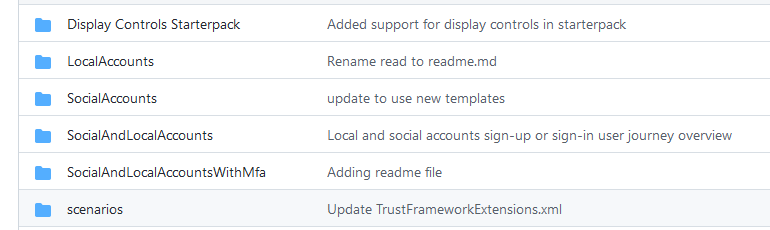 Display Controls Starterpack Added support for display controls in starterpack
LocalAccounts Rename read to readme.md
SocialAccounts update to use new templates
SocialAndLocalAccounts Local and social accounts sign-up or sign-in user journey overview
SocialAndLocalAccountsWithMfa Adding readme file
scenarios Update TrustFrameworkExtensions.xml